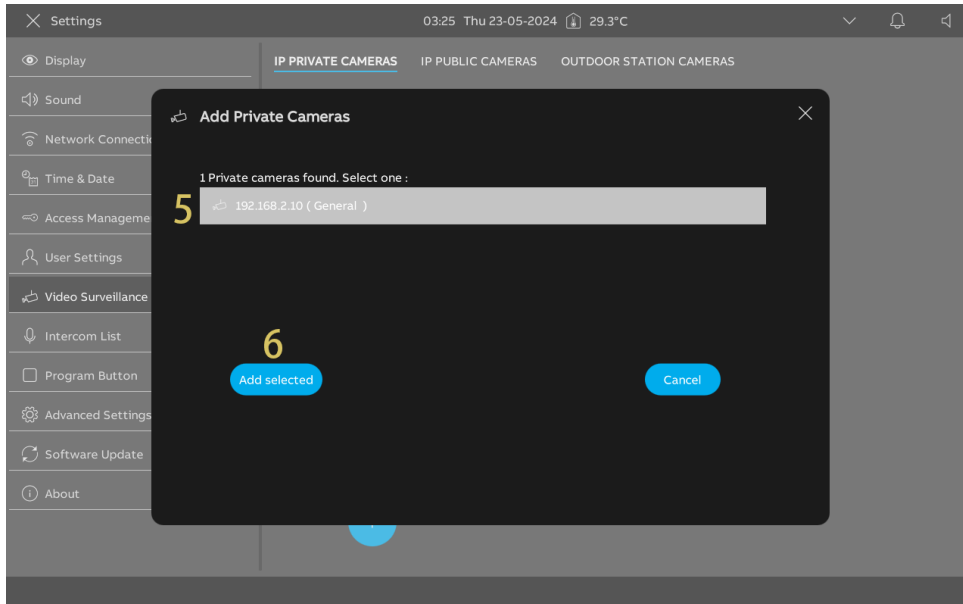 Settings
03:25 Thu 23-05-2024 29.3°C
Display
IP PRIVATE CAMERAS IP PUBLIC CAMERAS OUTDOOR STATION CAMERAS
Sound
Add Private Cameras
Network Connectio
1 Private cameras found. Select one :
Time & Date
5
192.168.2.10 ( General )
Access Manageme
User Settings
Video Surveillance
Intercom List
6
Program Button
Add selected
Cancel
Advanced Settings
Software Update
About